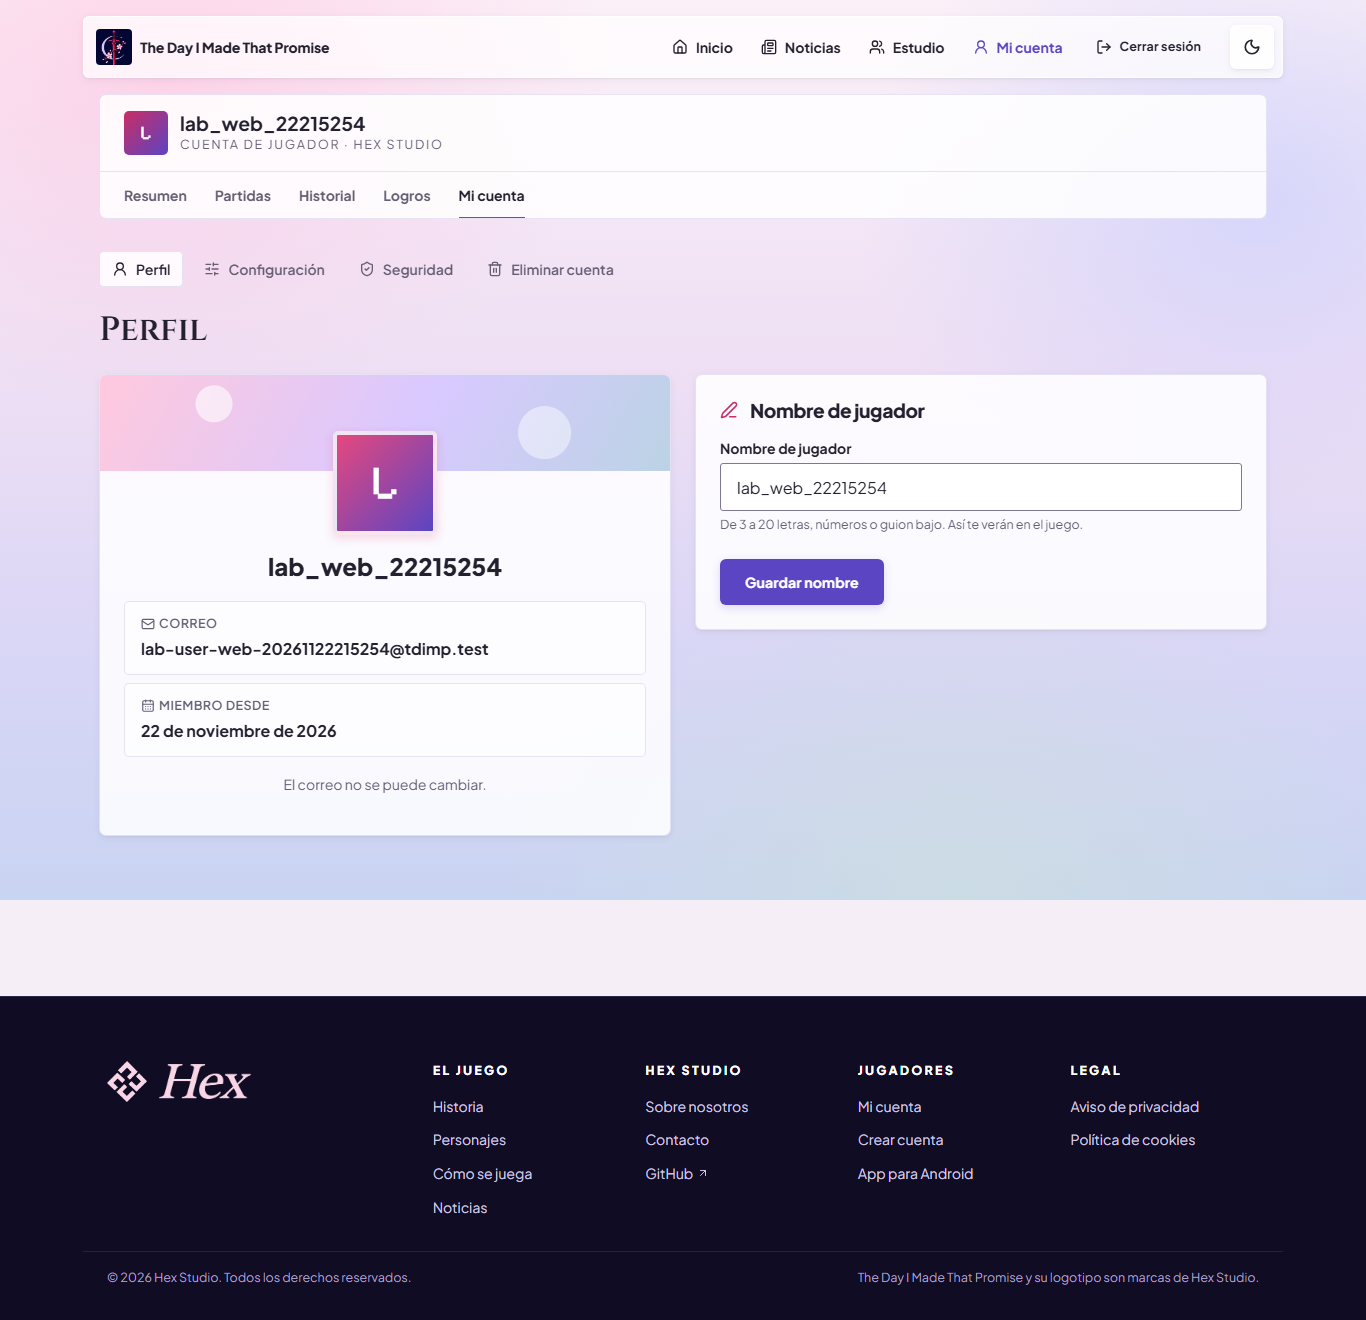 The Day I Made That Promise
Inicio
Noticias
Estudio
Mi cuenta
Cerrar sesión
L
lab_web_22215254
CUENTA DE JUGADOR · HEX STUDIO
Resumen
Partidas
Historial
Logros
Mi cuenta
Perfil
Configuración
Seguridad
Eliminar cuenta
PERFIL
L
lab_web_22215254
CORREO
lab-user-web-20261122215254@tdimp.test
MIEMBRO DESDE
22 de noviembre de 2026
El correo no se puede cambiar.
Nombre de jugador
Nombre de jugador
lab_web_22215254
De 3 a 20 letras, números o guion bajo. Así te verán en el juego.
Guardar nombre
Hex
EL JUEGO
Historia
Personajes
Cómo se juega
Noticias
HEX STUDIO
Sobre nosotros
Contacto
GitHub
JUGADORES
Mi cuenta
Crear cuenta
App para Android
LEGAL
Aviso de privacidad
Política de cookies
© 2026 Hex Studio. Todos los derechos reservados.
The Day I Made That Promise y su logotipo son marcas de Hex Studio.